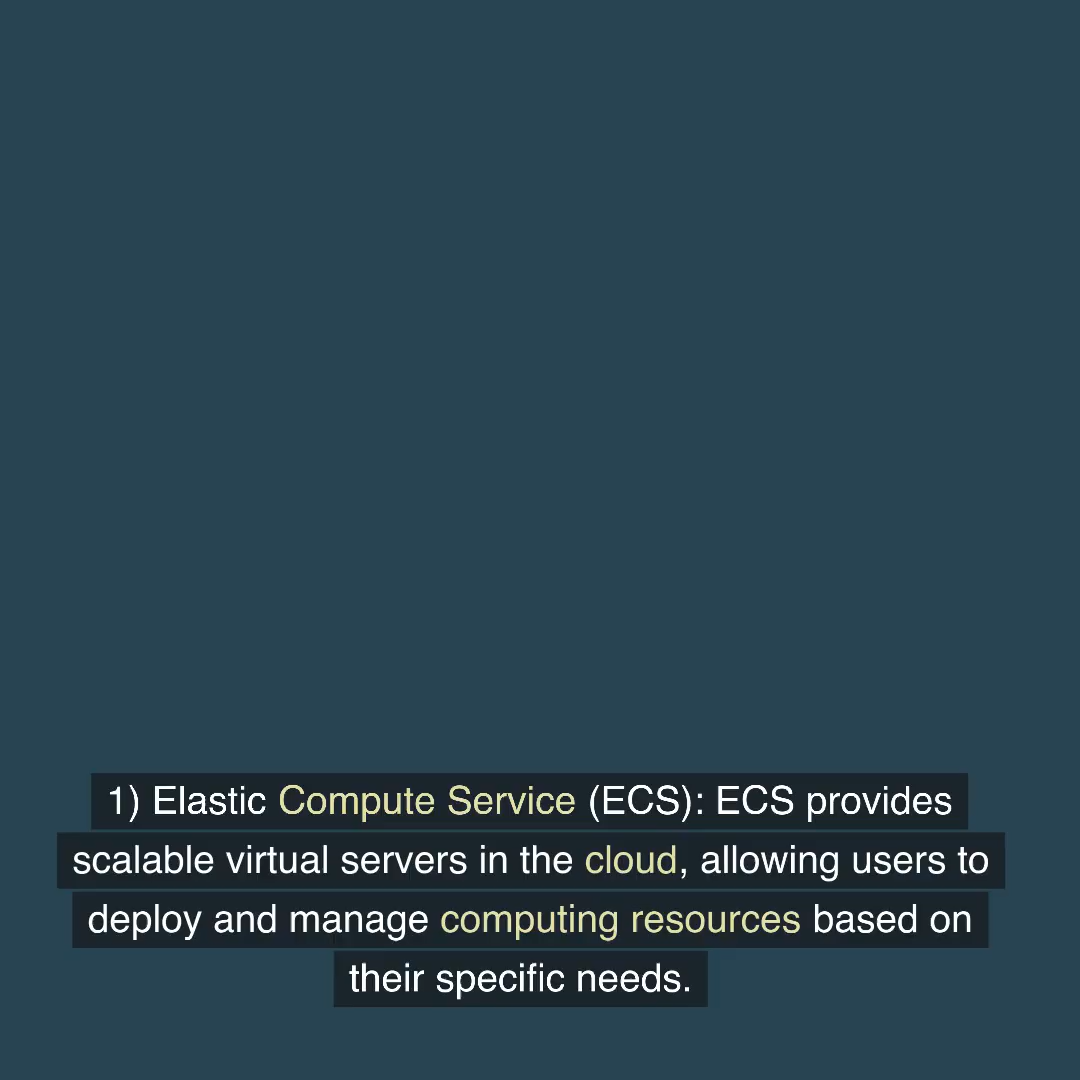 1) Elastic Compute Service (ECS): ECS provides
scalable virtual servers in the cloud, allowing users to
deploy and manage computing resources based on
their specific needs.